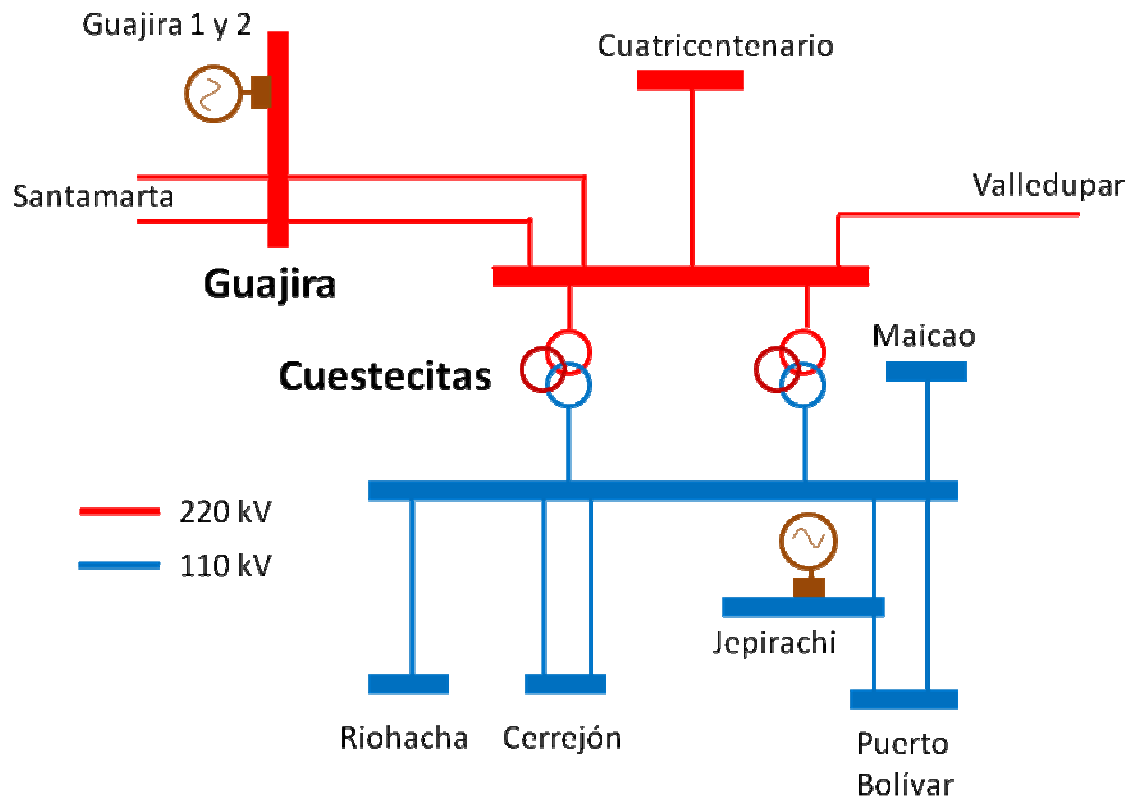 Guajira 1 y 2
Cuatricentenario
Santamarta
Valledupar
Guajira
Maicao
Cuestecitas
220 kV
110 kV
Jepirachi
Riohacha
Cerrejón
Puerto
Bolívar